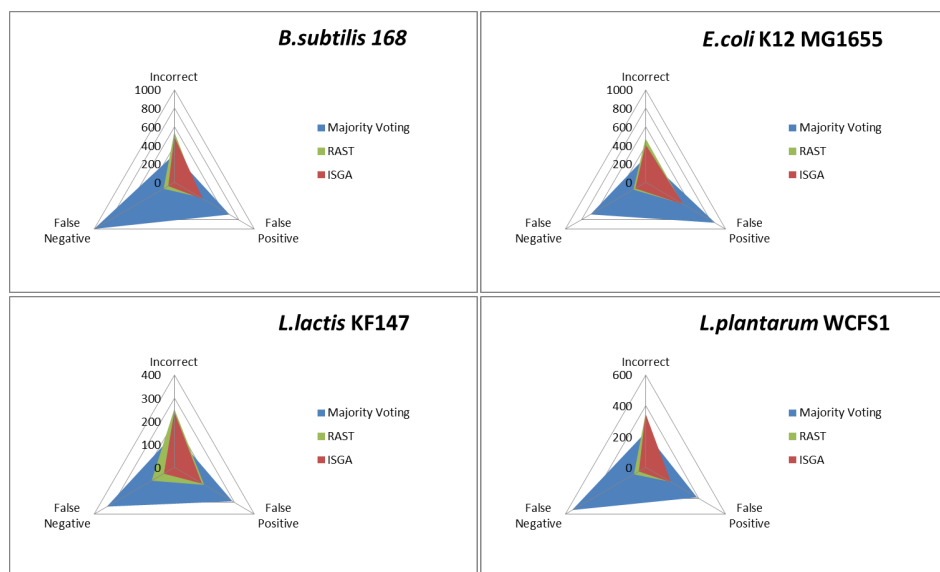 B.subtilis 168
Incorrect
1000
800
600
400
200
0
False
Negative
False
Positive
Majority Voting
RAST
ISGA
E.coli K12 MG1655
Incorrect
1000
800
600
400
200
0
False
Negative
False
Positive
Majority Voting
RAST
ISGA
L.lactis KF147
Incorrect
400
300
200
100
0
False
Negative
False
Positive
Majority Voting
RAST
ISGA
L.plantarum WCFS1
Incorrect
600
400
200
0
False
Negative
False
Positive
Majority Voting
RAST
ISGA